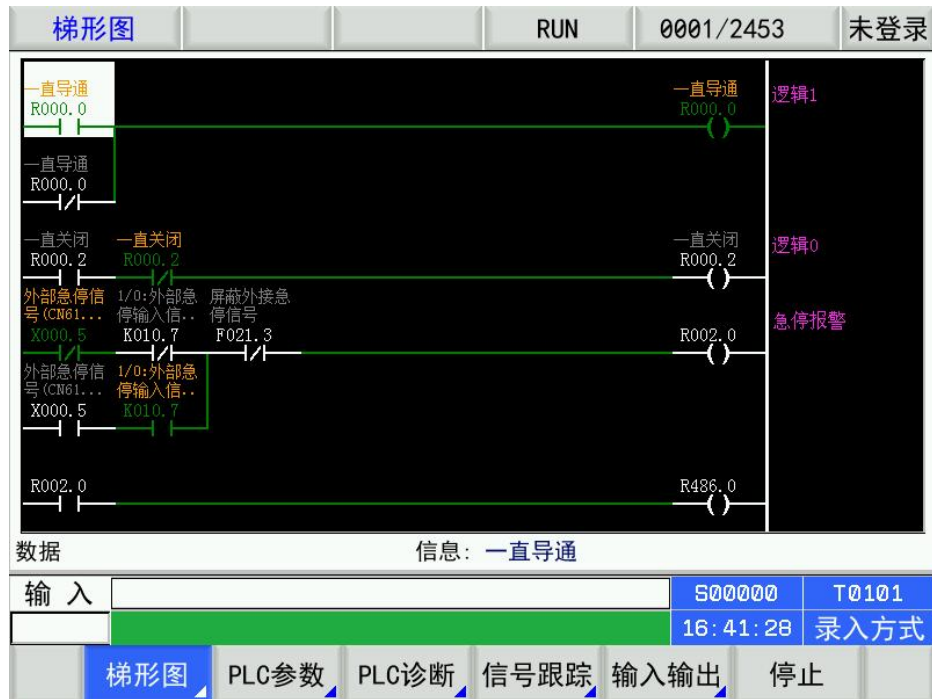 梯形图 RUN 0001/2453 未登录
一直导通 一直导通 逻辑1
R000.0 R000.0
一直导通
R000.0
一直关闭 一直关闭 一直关闭 逻辑0
R000.2 R000.2 R000.2
外部急停信 1/0:外部急 屏蔽外接急
号(CN61... 停输入信.. 停信号 急停报警
X000.5 K010.7 F021.3 R002.0
外部急停信 1/0:外部急
号(CN61... 停输入信..
X000.5 K010.7
R002.0 R486.0
数据 信息: 一直导通
输 入 S00000 T0101
16:41:28 录入方式
梯形图 PLC参数 PLC诊断 信号跟踪 输入输出 停止